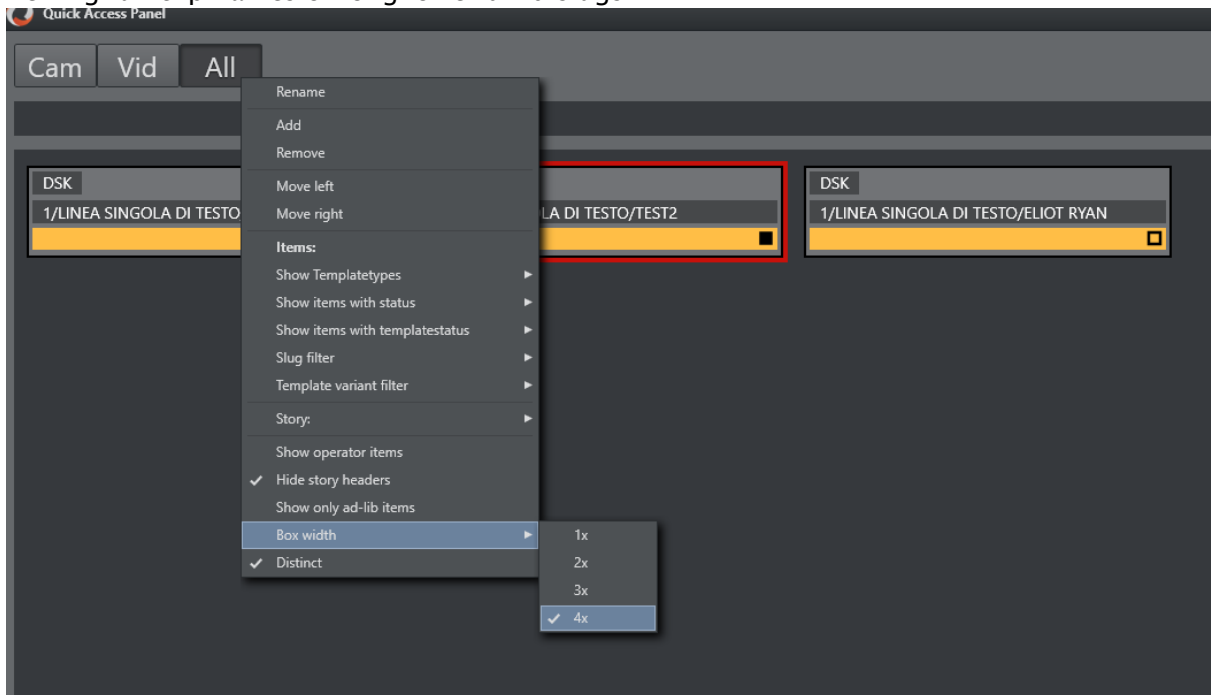 Quick Access Panel
Cam Vid All
Rename
Add
Remove
Move left
Move right
Items:
Show Templatetypes
Show items with status
Show items with templatestatus
Slug filter
Template variant filter
Story:
Show operator items
Hide story headers
Show only ad-lib items
Box width
Distinct
1x
2x
3x
4x
DSK
1/LINEA SINGOLA DI TESTO
LA DI TESTO/TEST2
DSK
1/LINEA SINGOLA DI TESTO/ELIOT RYAN